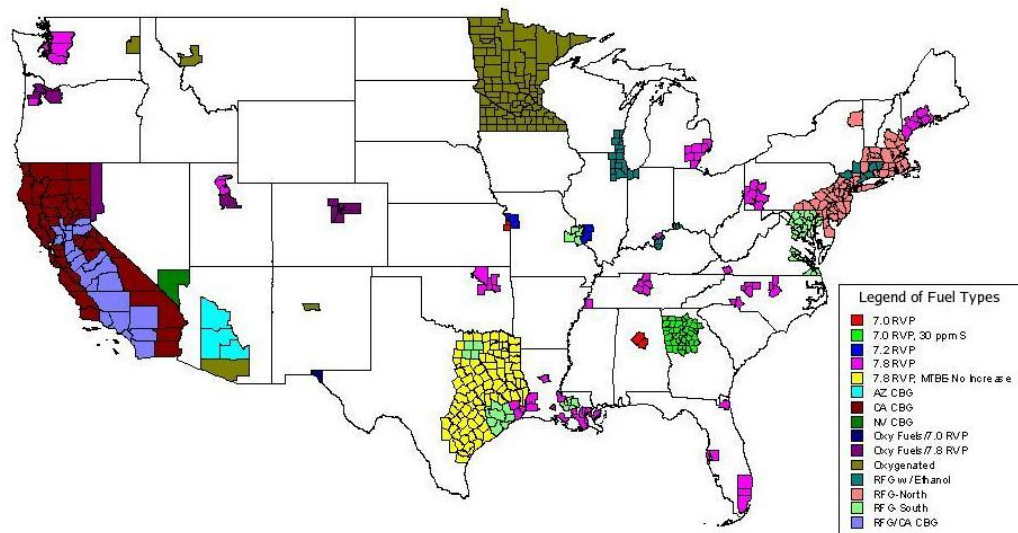 Legend of Fuel Types
7.0 RVP
7.0 RVP, 30 ppm S
7.2 RVP
7.8 RVP
7.8 RVP, MTBE-No Increase
AZ CBG
CA CBG
NV CBG
Oxy Fuels/7.0 RVP
Oxy Fuels/7.8 RVP
Oxygenated
RFG w/Ethanol
RFG-North
RFG-South
RFG/CA CBG